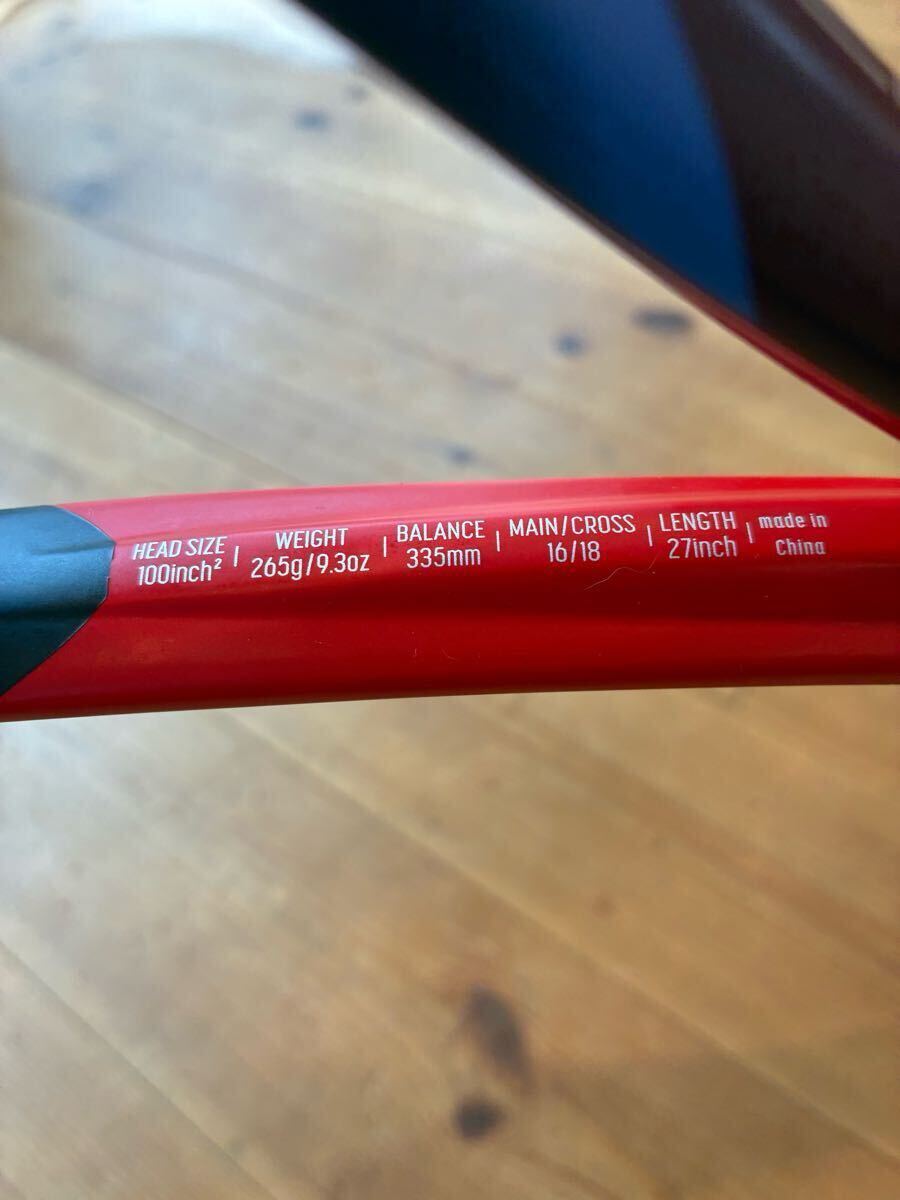 HEAD SIZE | WEIGHT | BALANCE | MAIN/CROSS | LENGTH | made in
100inch² 265g/9.3oz 335mm 16/18 27inch China